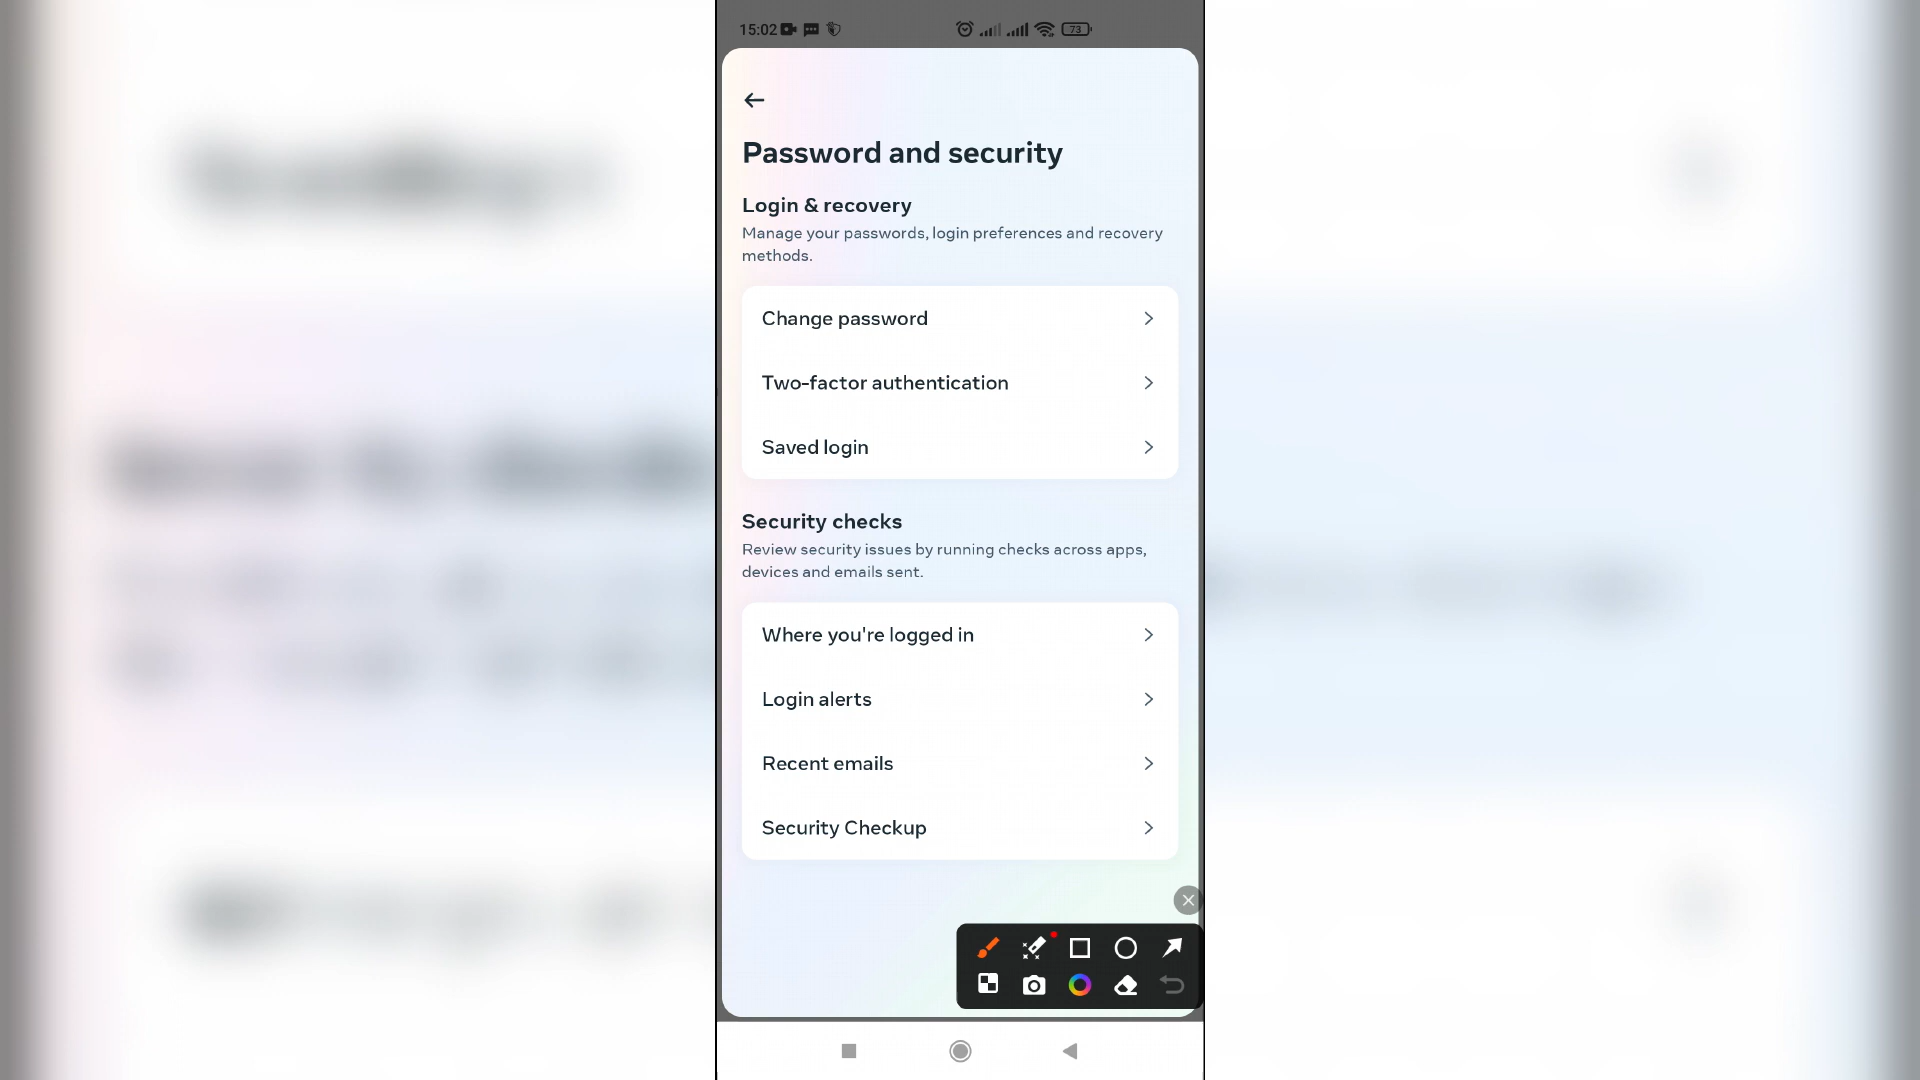 15:02
73
Password and security
Login & recovery
Manage your passwords, login preferences and recovery
methods.
Change password
Two-factor authentication
Saved login
Security checks
Review security issues by running checks across apps,
devices and emails sent.
Where you're logged in
Login alerts
Recent emails
Security Checkup